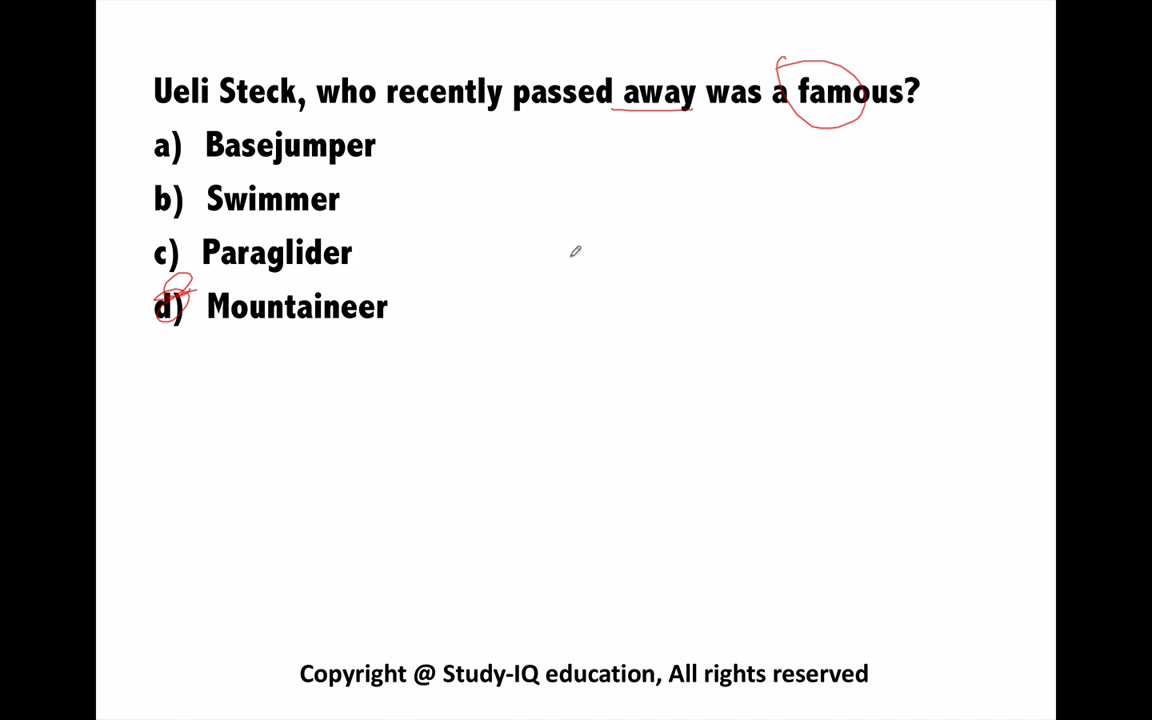 Ueli Steck, who recently passed away was a famous?
a) Basejumper
b) Swimmer
c) Paraglider
d) Mountaineer
Copyright @ Study-IQ education, All rights reserved